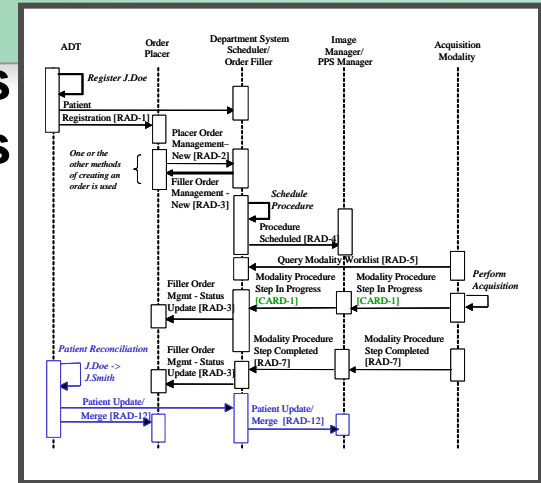 s
s
ADT
Order
Placer
Department System
Scheduler/
Order Filler
Image
Manager/
PPS Manager
Acquisition
Modality
Register J.Doe
Patient
Registration [RAD-1]
Placer Order
Management–
New [RAD-2]
One or the
other methods
of creating an
order is used
Filler Order
Management -
New [RAD-3]
Schedule
Procedure
Procedure
Scheduled [RAD-4]
Query Modality Worklist [RAD-5]
Perform
Acquisition
Filler Order
Mgmt - Status
Update [RAD-3]
Modality Procedure
Step In Progress
[CARD-1]
Modality Procedure
Step In Progress
[CARD-1]
Patient Reconciliation
J.Doe ->
J.Smith
Filler Order
Mgmt - Status
Update [RAD-3]
Modality Procedure
Step Completed
[RAD-7]
Modality Procedure
Step Completed
[RAD-7]
Patient Update/
Merge [RAD-12]
Patient Update/
Merge [RAD-12]